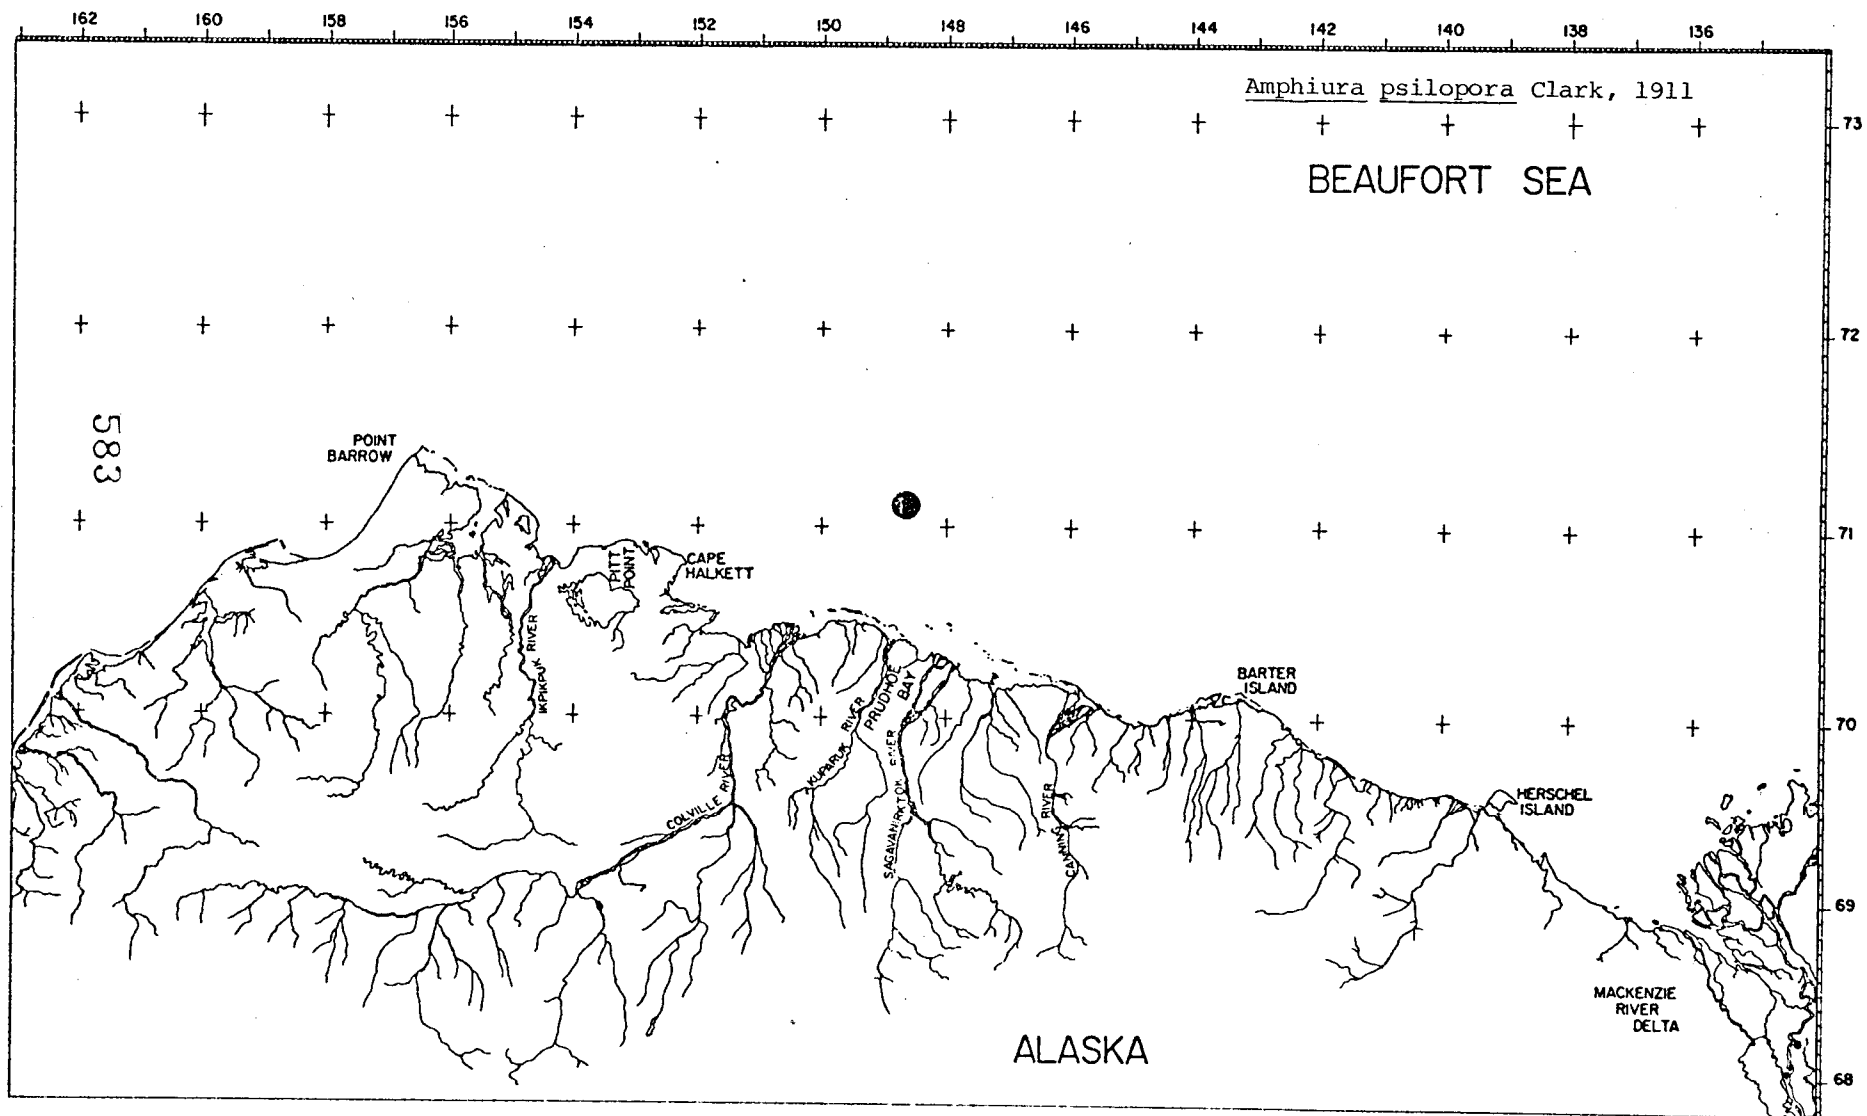 162 160 158 156 154 152 150 148 146 144 142 140 138 136
Amphiura psilopora Clark, 1911
73
BEAUFORT SEA
72
583
POINT
BARROW
71
CAPE
HALKETT
PITT
POINT
IKPIKPUK RIVER
BARTER
ISLAND
PRUDHOE
BAY
70
KUPARUK RIVER
COLVILLE RIVER
SAGAVANIRKTOK RIVER
CANNING RIVER
HERSCHEL
ISLAND
69
MACKENZIE
RIVER
DELTA
ALASKA
68